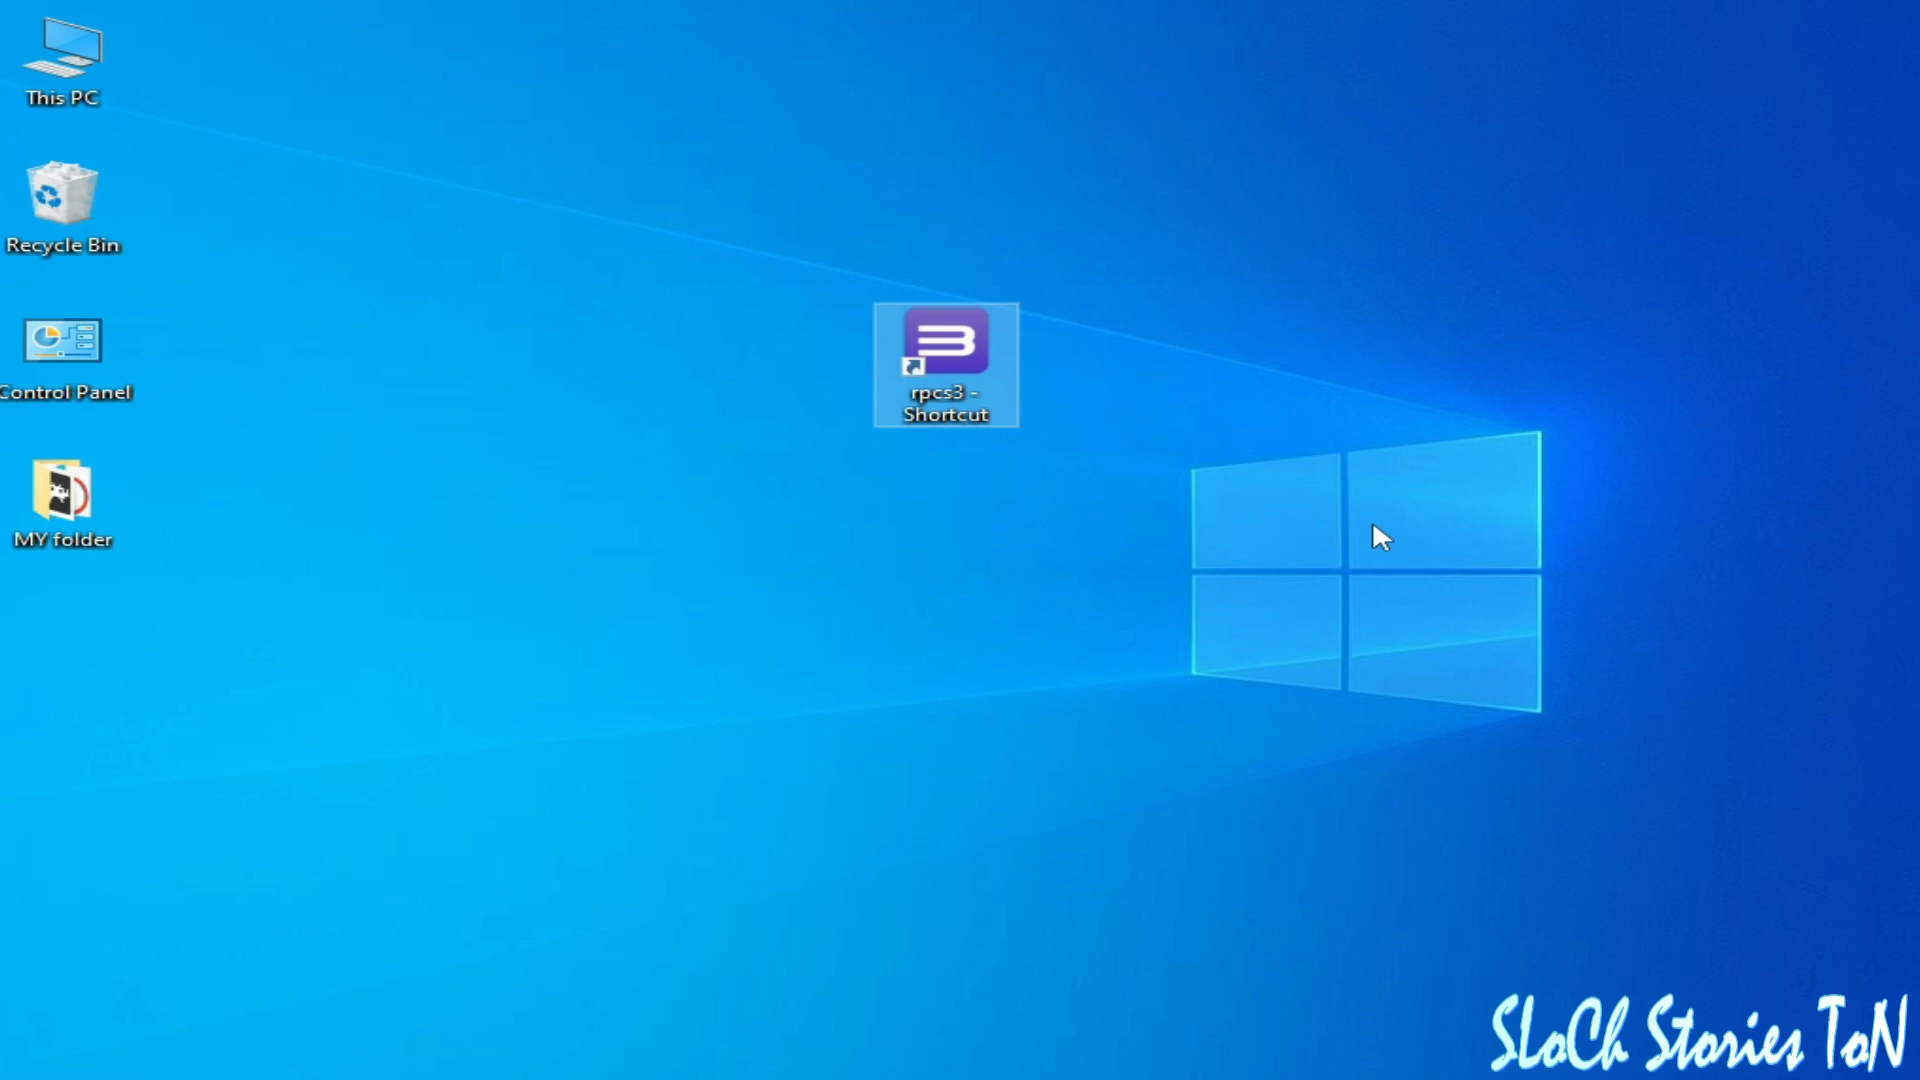 This PC
Recycle Bin
Control Panel
MY folder
rpcs3 -
Shortcut
SLoCh Stories ToN